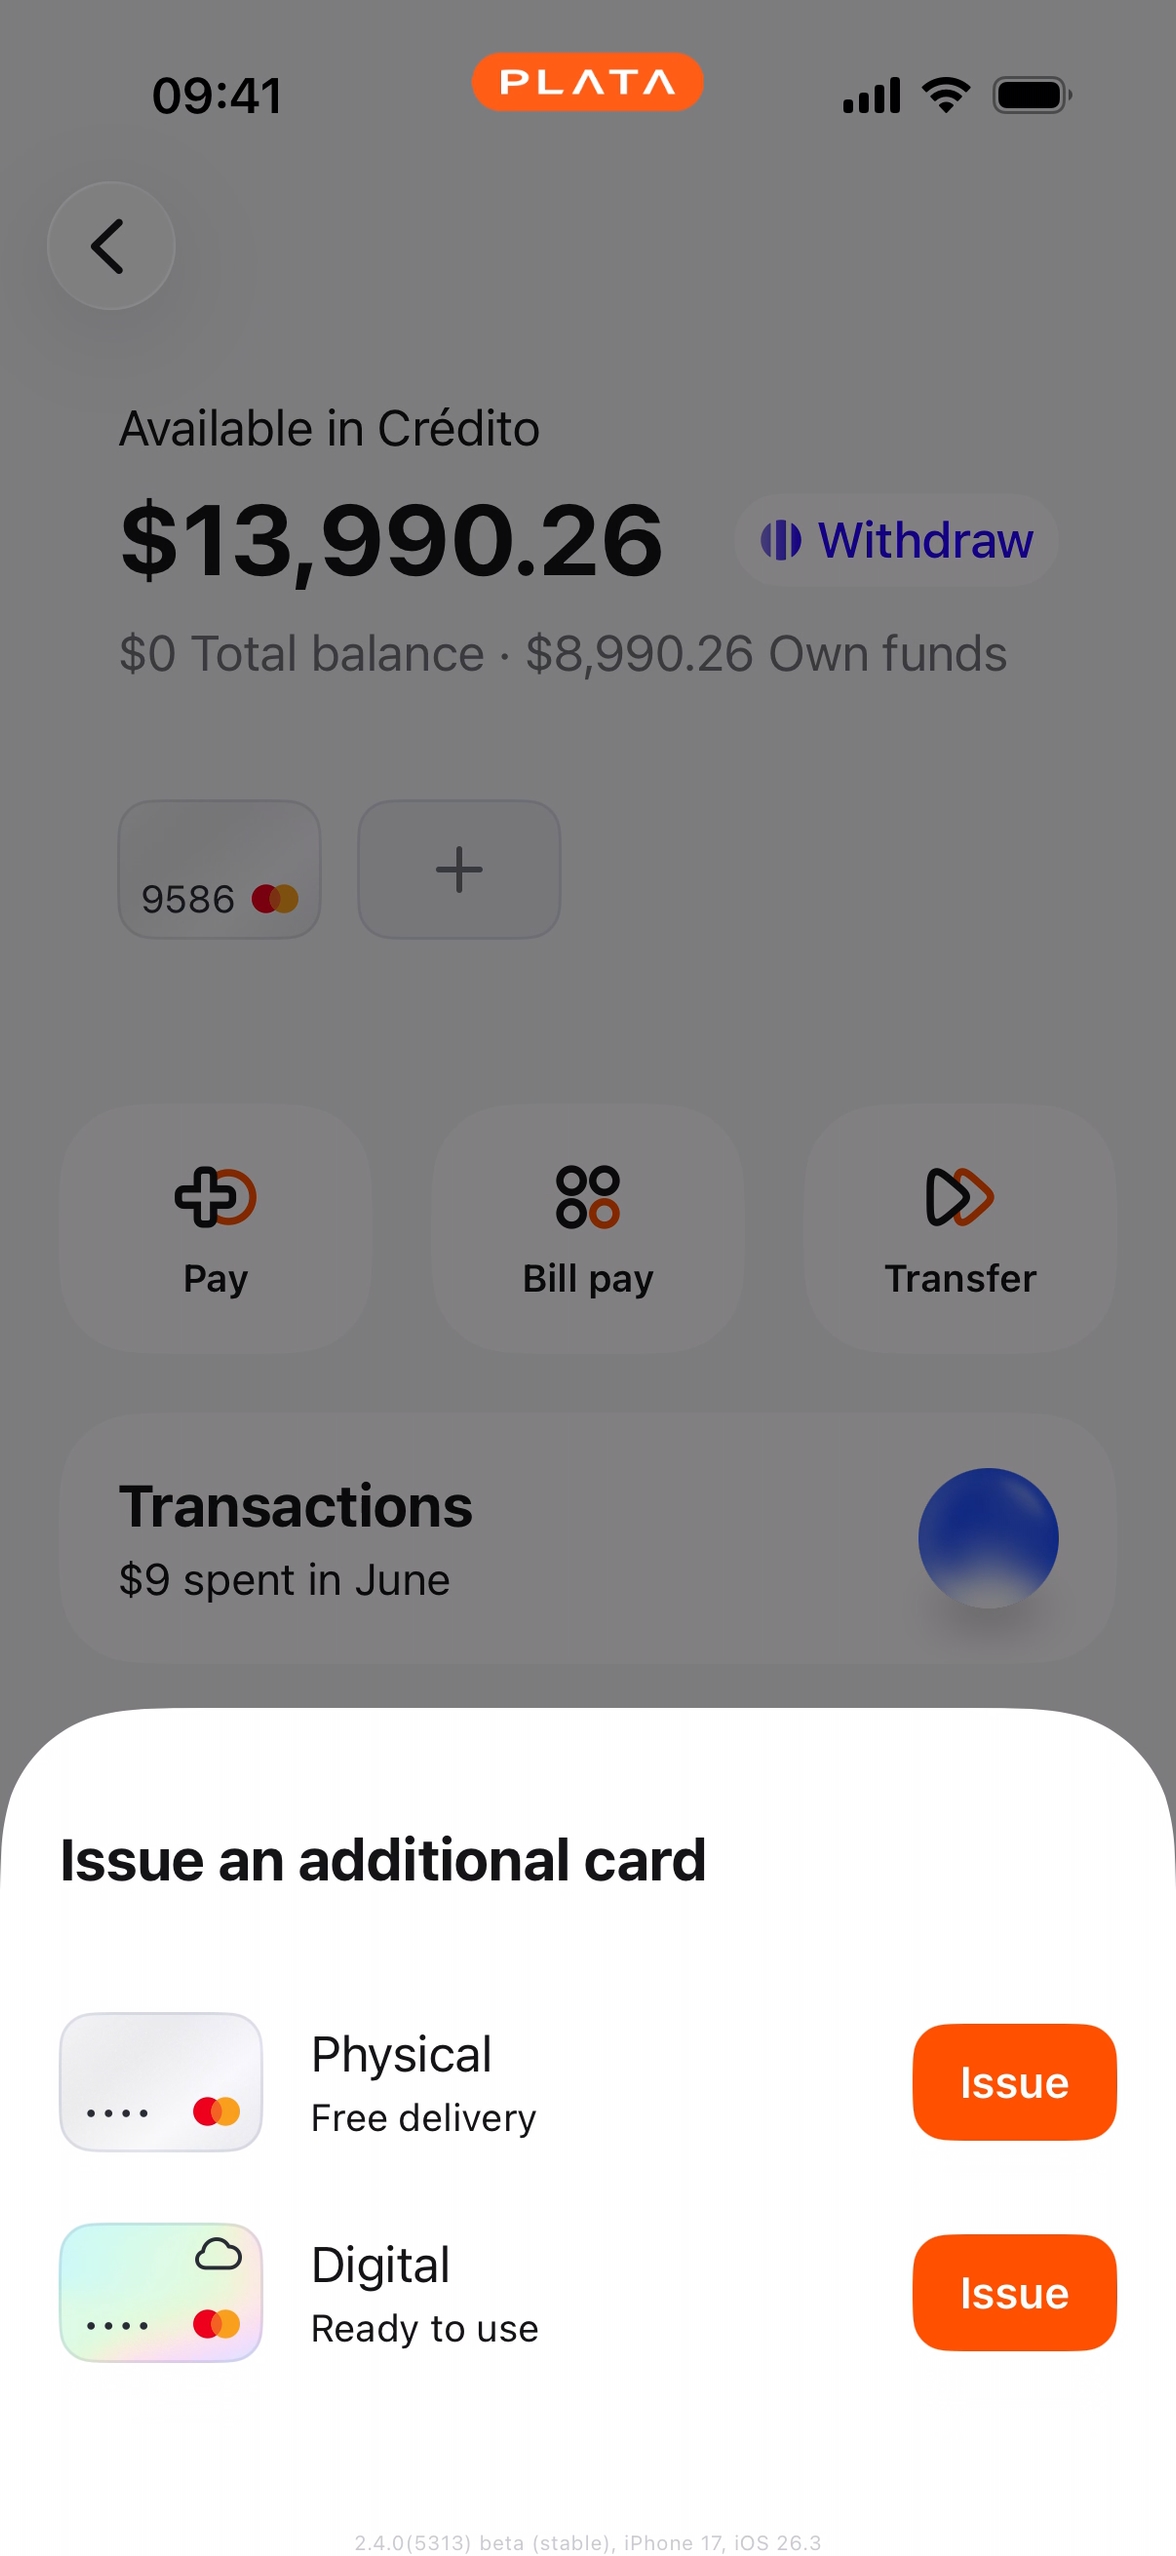 09:41
PLATA
Available in Crédito
$13,990.26
Withdraw
$0 Total balance · $8,990.26 Own funds
9586
Pay
Bill pay
Transfer
Transactions
$9 spent in June
Issue an additional card
Physical
Free delivery
Issue
Digital
Ready to use
Issue
2.4.0(5313) beta (stable), iPhone 17, iOS 26.3